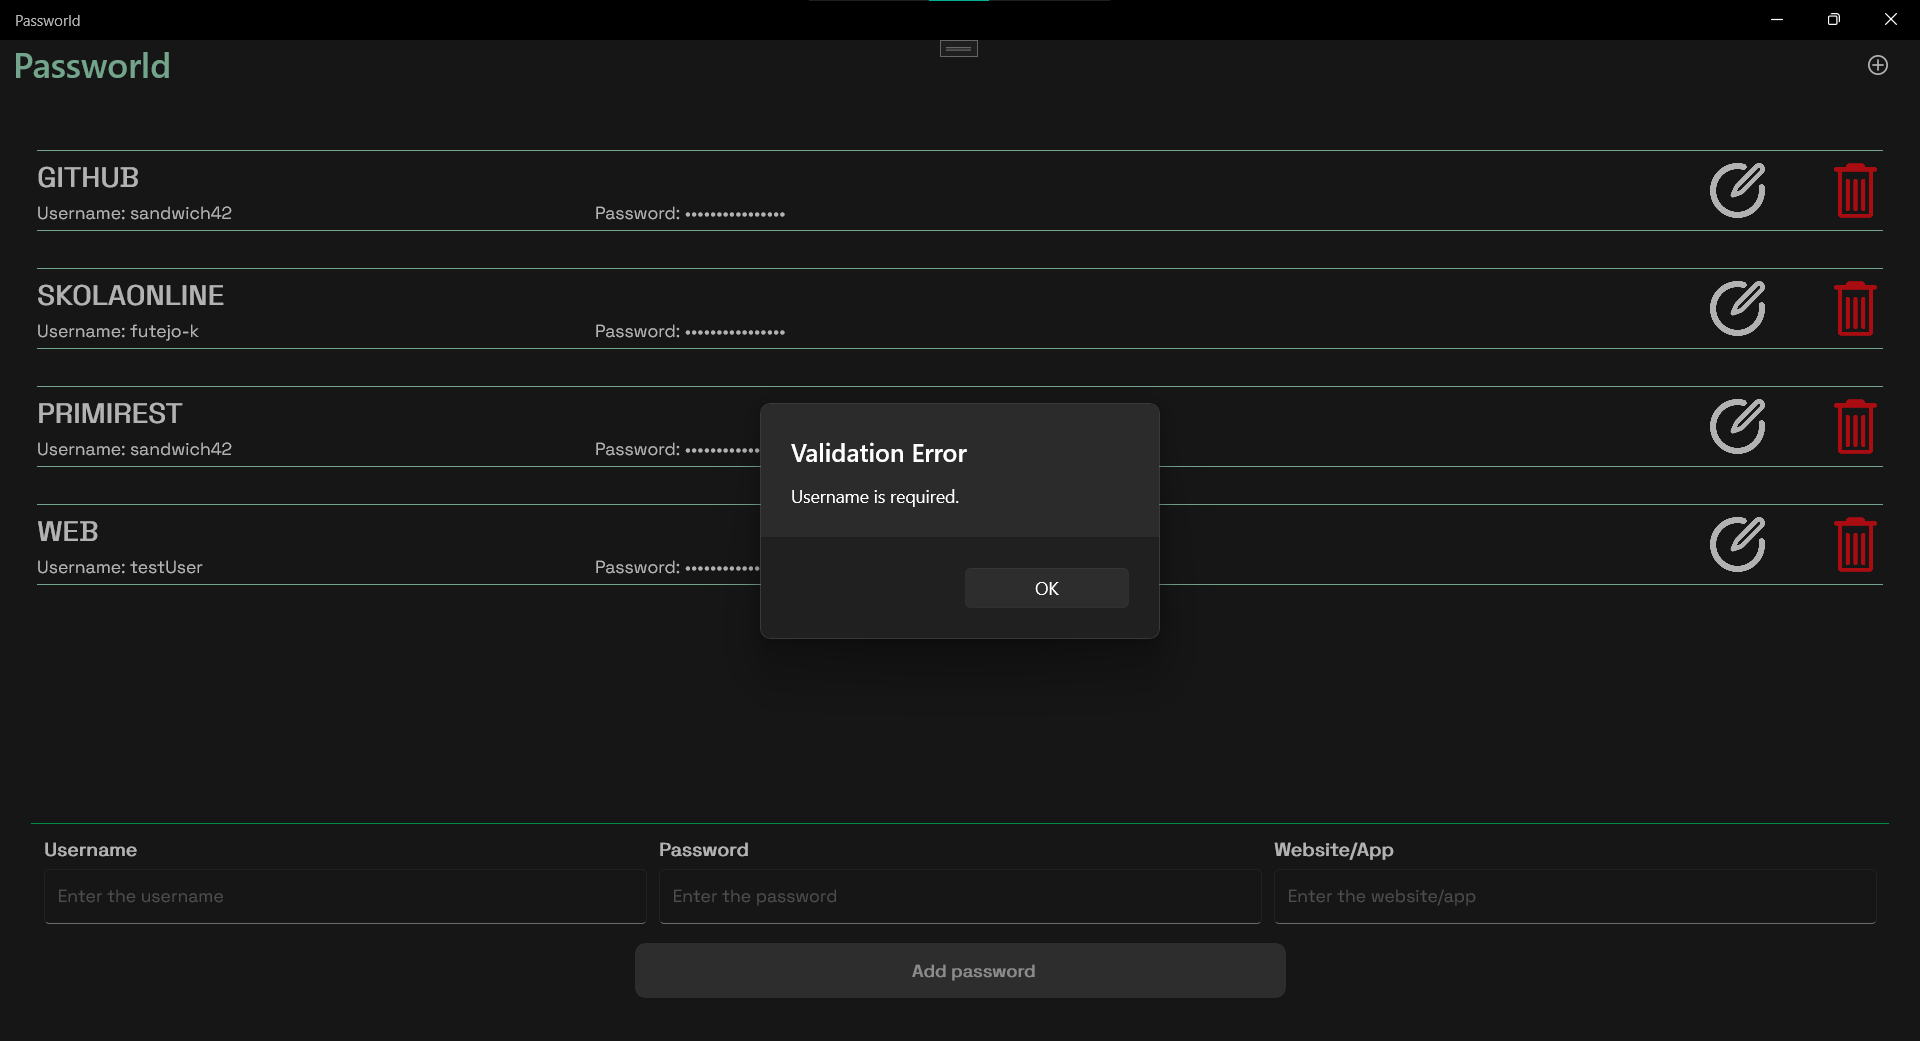 Passworld
Passworld
GITHUB
Username: sandwich42 Password: ••••••••••••••••
SKOLAONLINE
Username: futejo-k Password: ••••••••••••••••
PRIMIREST
Username: sandwich42 Password: ••••••••••••
WEB
Username: testUser Password: ••••••••••••
Validation Error
Username is required.
OK
Username Password Website/App
Enter the username Enter the password Enter the website/app
Add password